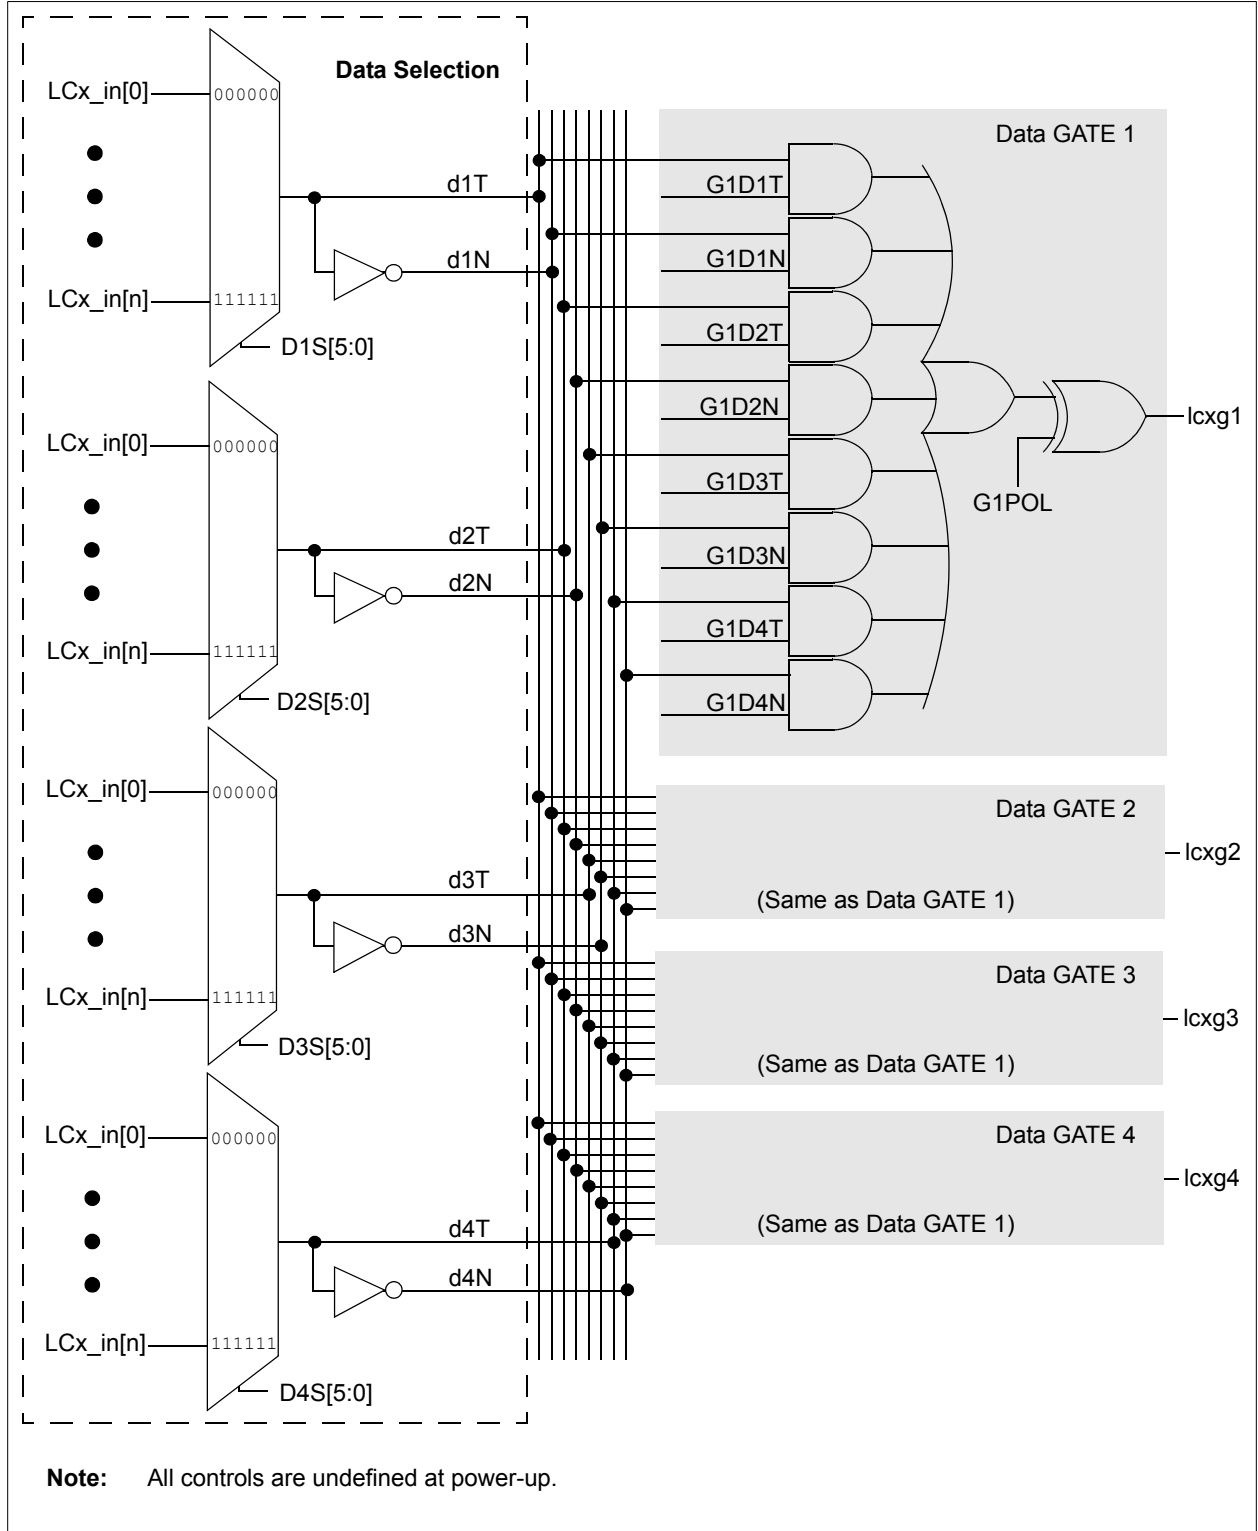 Data Selection
LCx_in[0]
000000
LCx_in[n]
111111
D1S[5:0]
d1T
d1N
LCx_in[0]
000000
LCx_in[n]
111111
D2S[5:0]
d2T
d2N
LCx_in[0]
000000
LCx_in[n]
111111
D3S[5:0]
d3T
d3N
LCx_in[0]
000000
LCx_in[n]
111111
D4S[5:0]
d4T
d4N
Data GATE 1
G1D1T
G1D1N
G1D2T
G1D2N
G1D3T
G1D3N
G1D4T
G1D4N
G1POL
lcxg1
Data GATE 2
(Same as Data GATE 1)
lcxg2
Data GATE 3
(Same as Data GATE 1)
lcxg3
Data GATE 4
(Same as Data GATE 1)
lcxg4
Note: All controls are undefined at power-up.